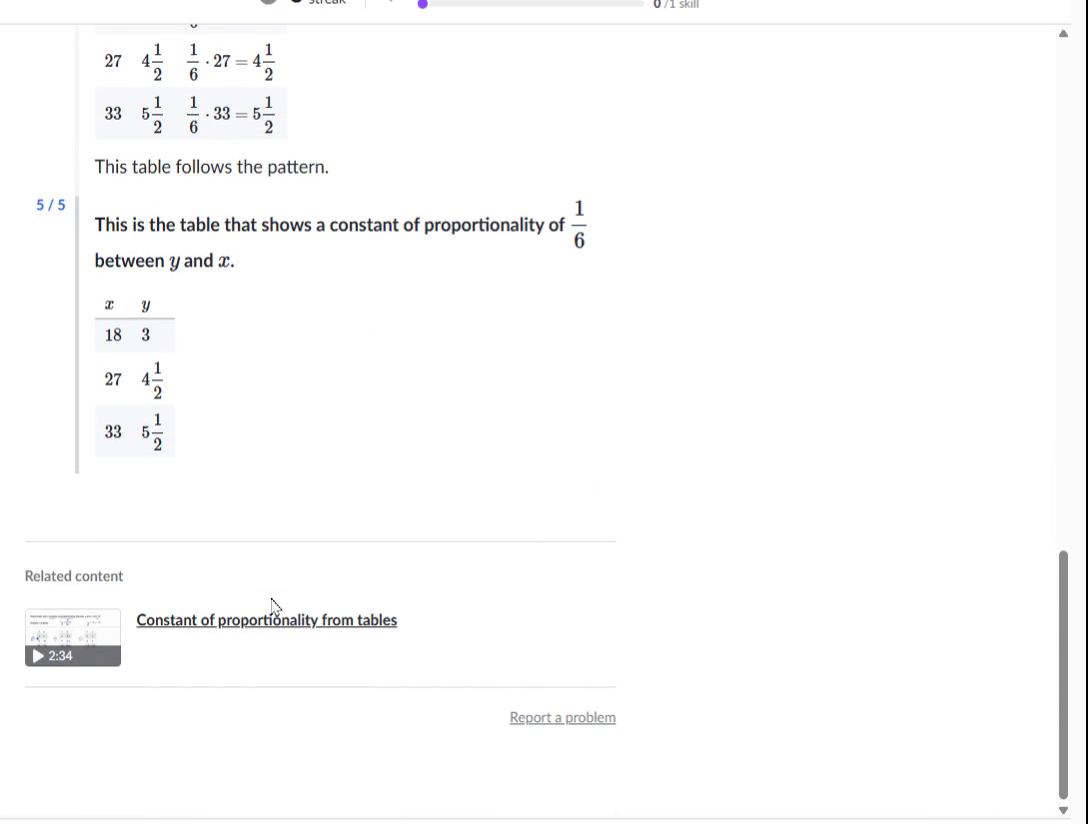 streak
0 /1 skill
27 4 1/2 1/6 · 27 = 4 1/2
33 5 1/2 1/6 · 33 = 5 1/2
This table follows the pattern.
5 / 5
This is the table that shows a constant of proportionality of 1/6
between y and x.
x y
18 3
27 4 1/2
33 5 1/2
Related content
Constant of proportionality from tables
2:34
Report a problem